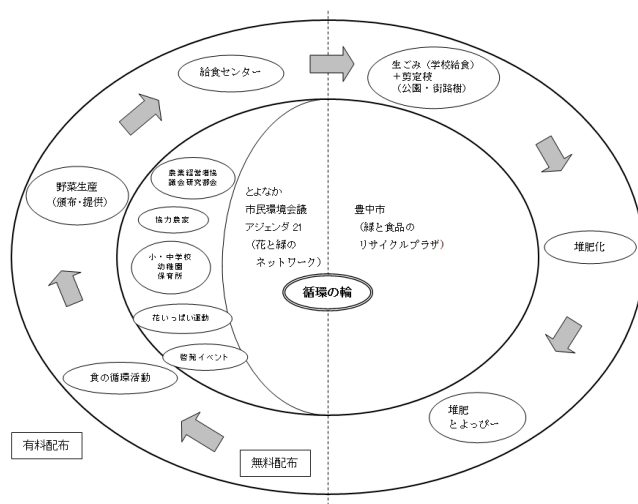 給食センター
生ごみ（学校給食）
＋剪定枝
（公園・街路樹）
野菜生産
（頒布・提供）
農業経営者協
議会研究部会
協力農家
小・中学校
幼稚園
保育所
花いっぱい運動
啓発イベント
とよなか
市民環境会議
アジェンダ 21
（花と緑の
ネットワーク）
豊中市
（緑と食品の
リサイクルプラザ）
循環の輪
堆肥化
食の循環活動
堆肥
とよっぴー
有料配布
無料配布